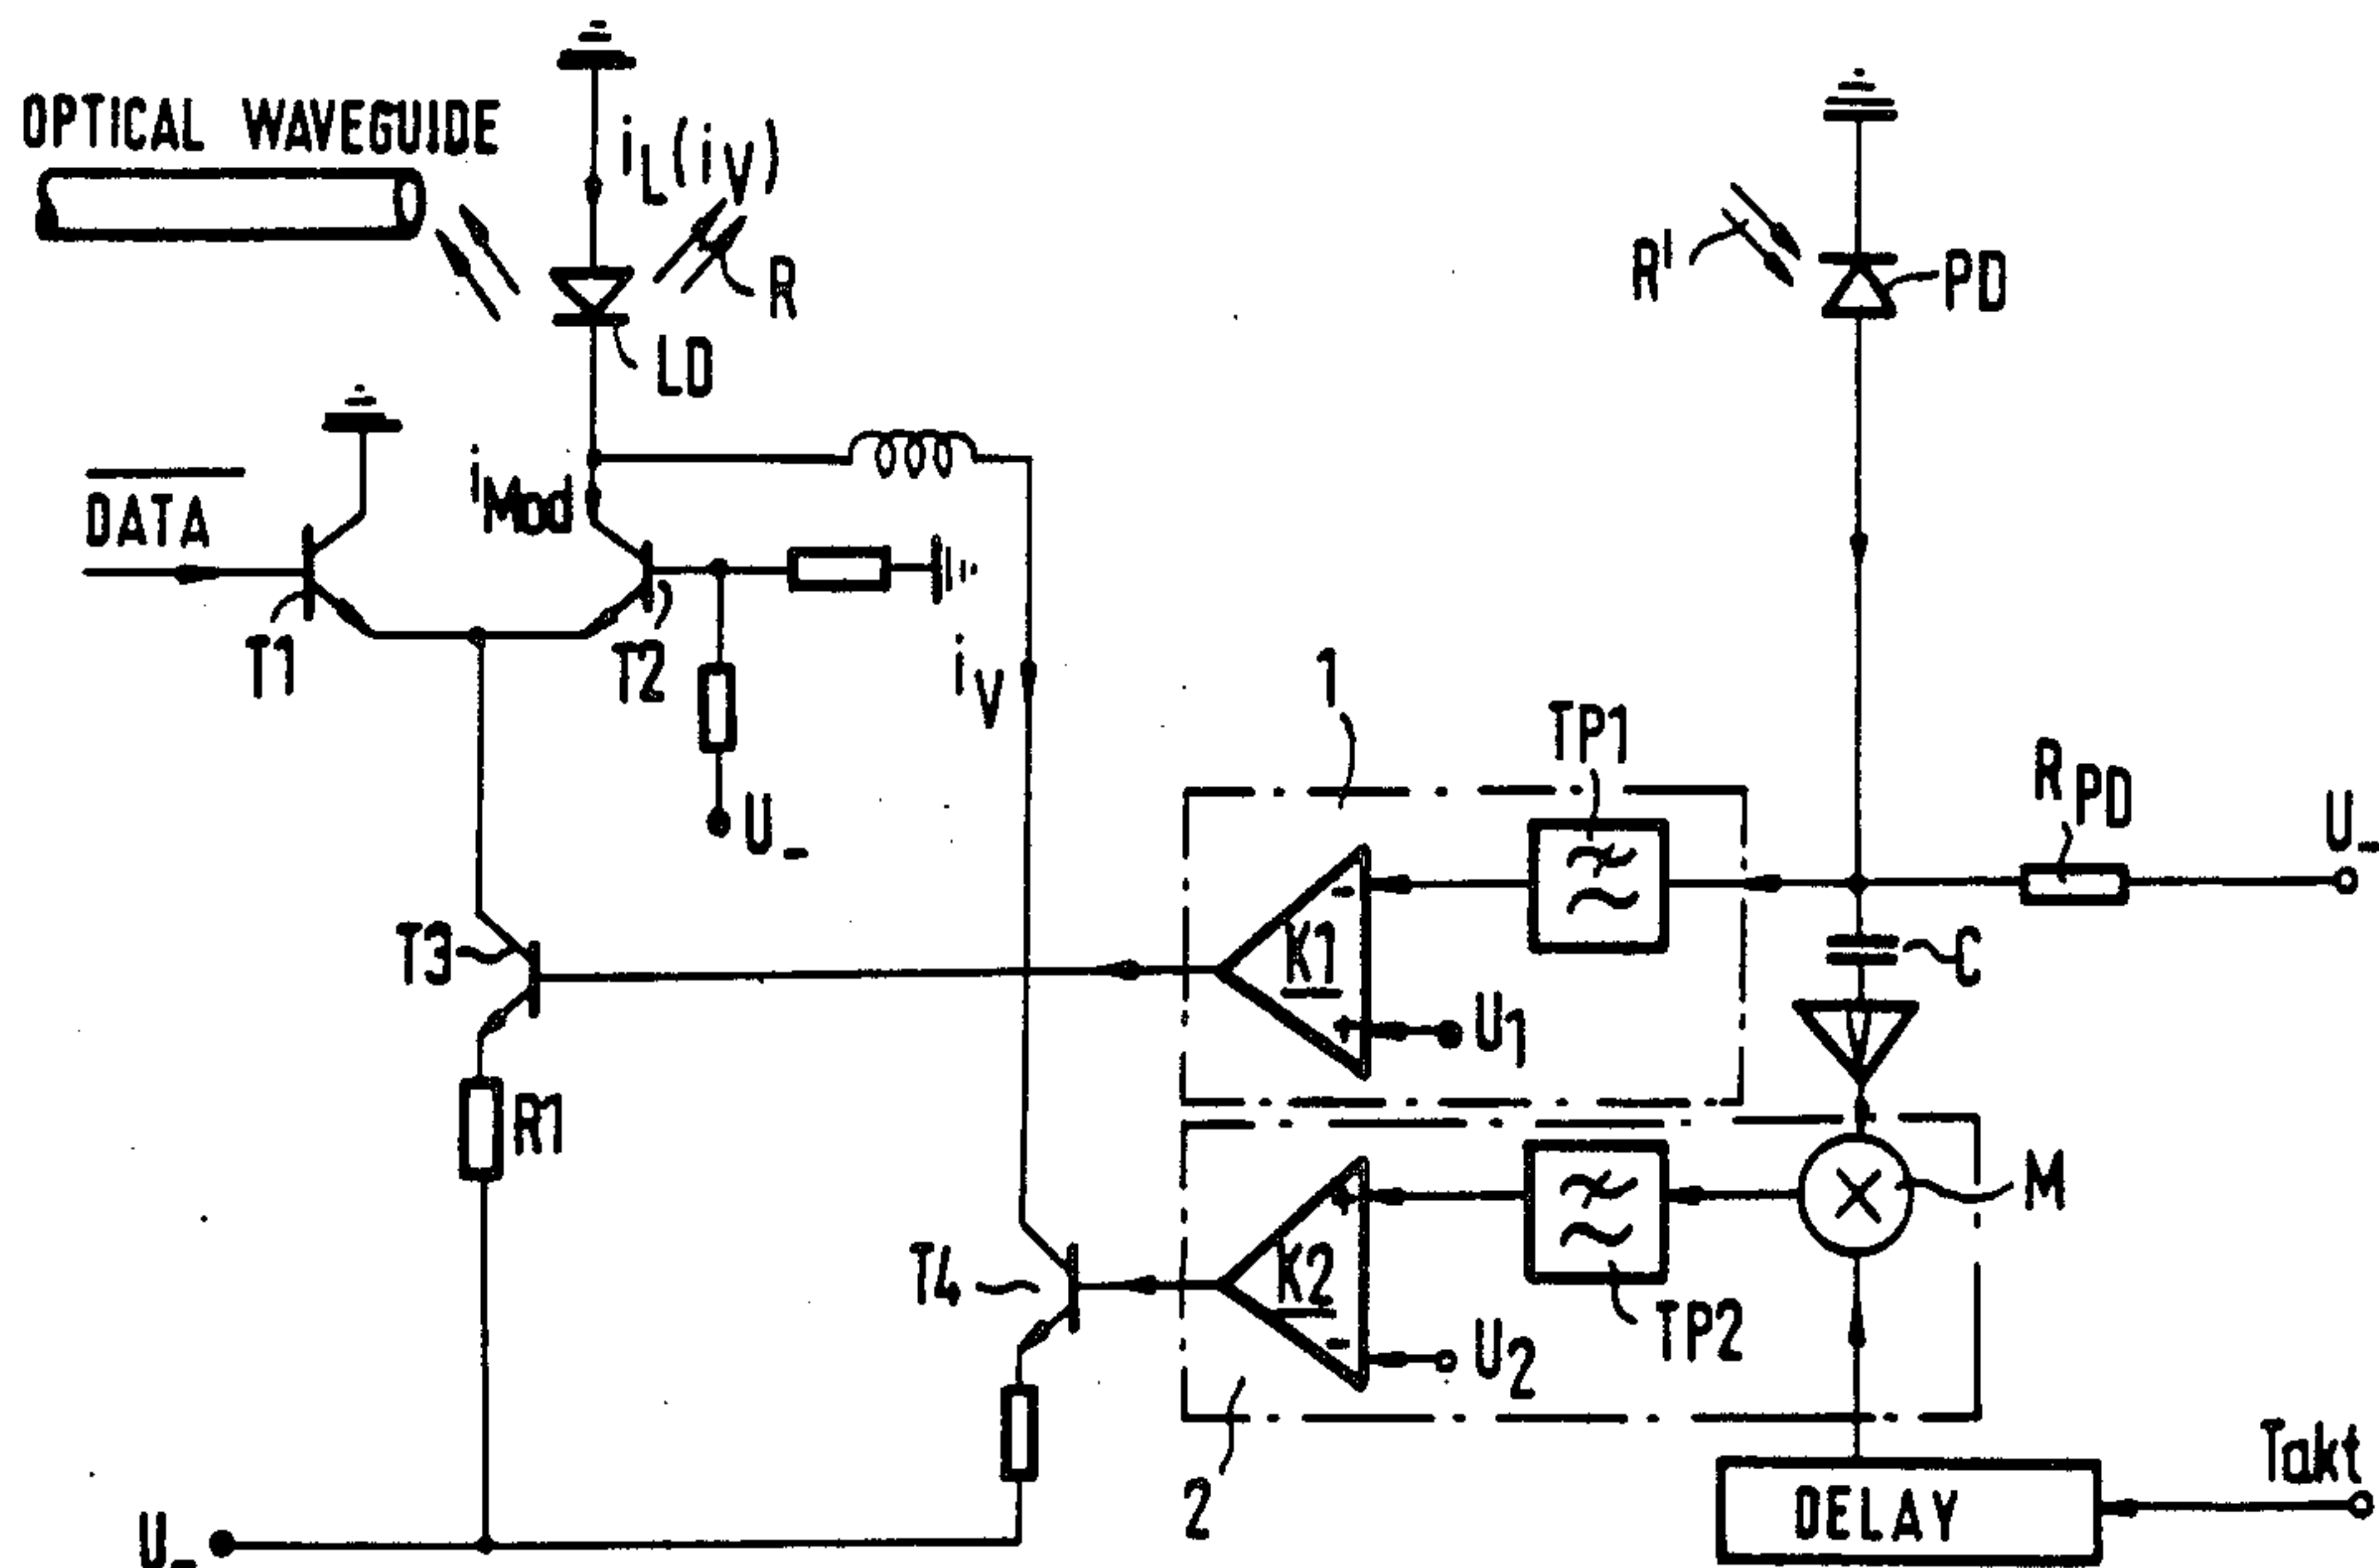 OPTICAL WAVEGUIDE
iL(iV)
R
LD
R'
PD
DATA
iMod
T1
T2
iV
U-
1
TP1
RPD
U-
T3
K1
-
+
U1
C
R1
M
T4
K2
+
-
U2
TP2
2
DELAY
Takt
U-